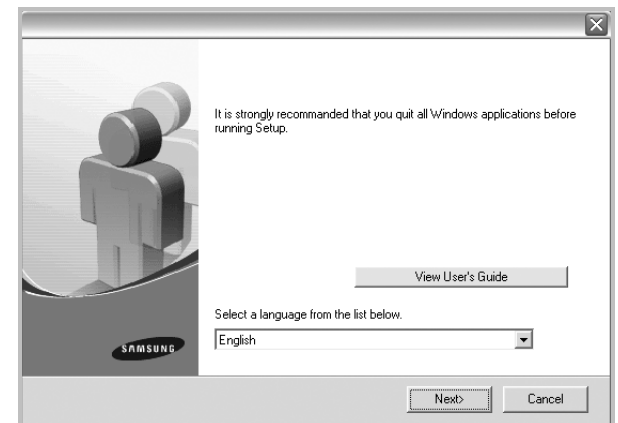 It is strongly recommanded that you quit all Windows applications before
running Setup.
View User's Guide
Select a language from the list below.
English
SAMSUNG
Next>
Cancel